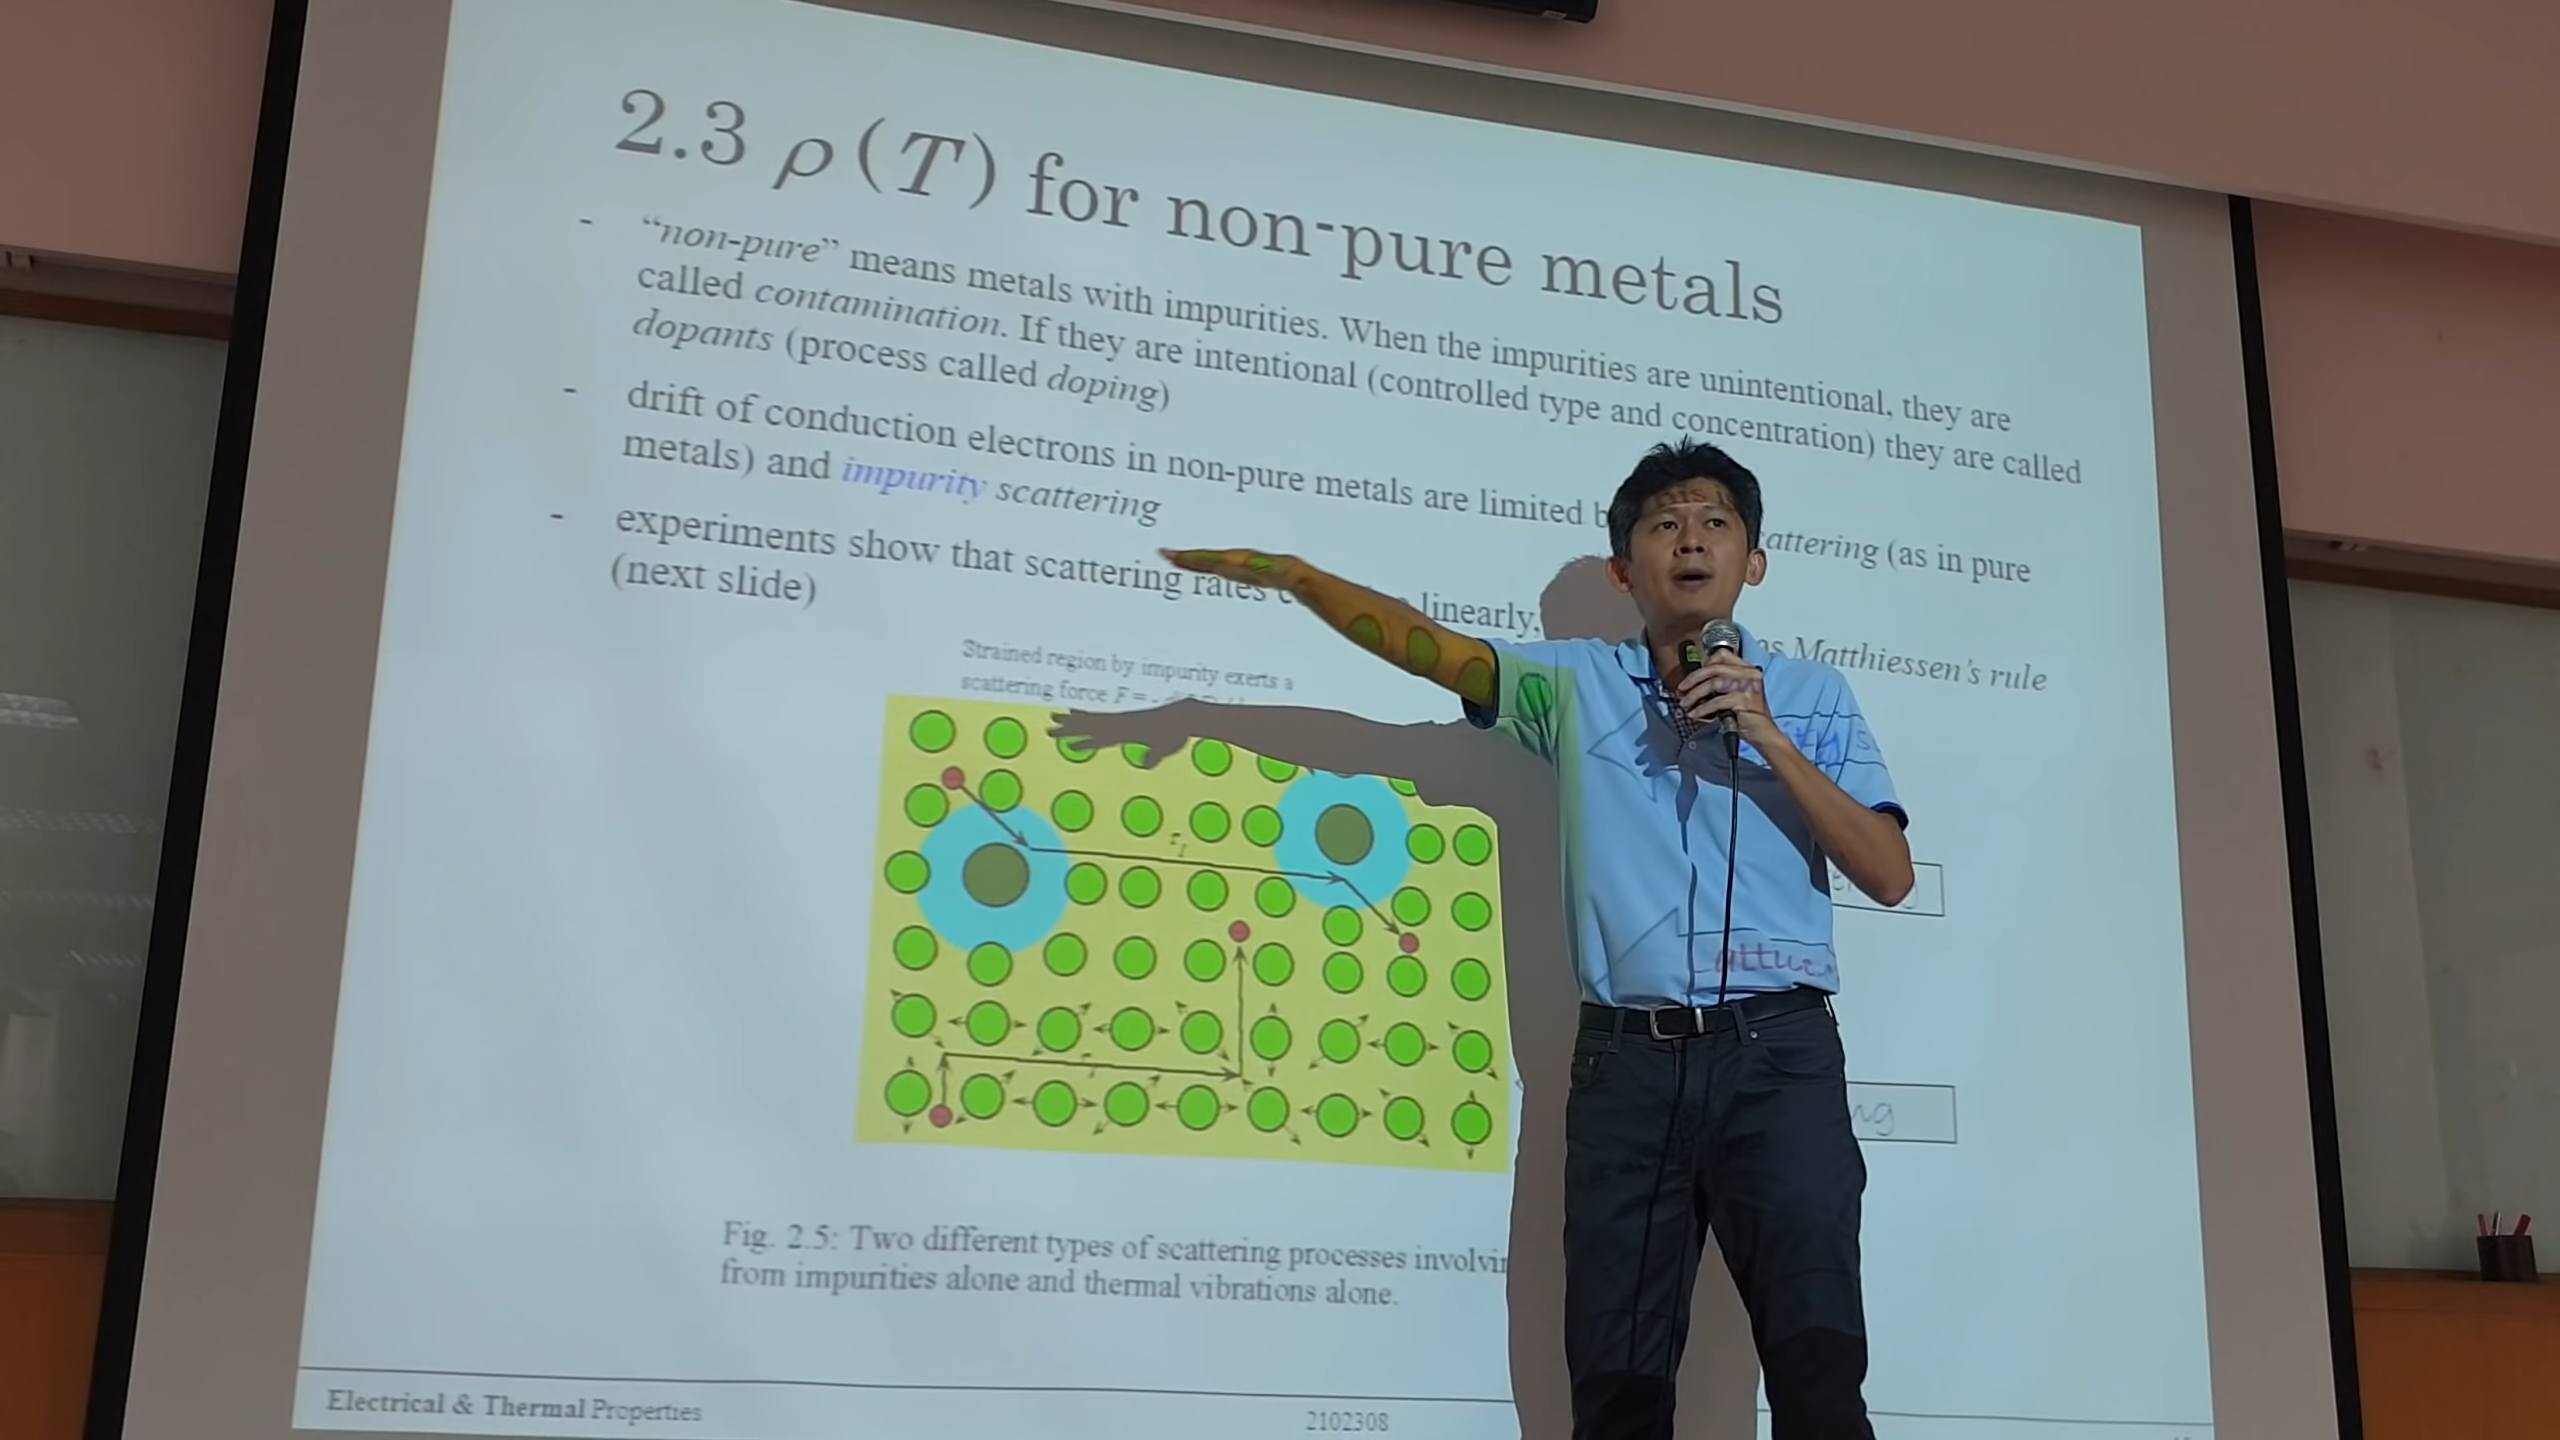 2.3 ρ(T) for non-pure metals
- “non-pure” means metals with impurities. When the impurities are unintentional, they are
called contamination. If they are intentional (controlled type and concentration) they are called
dopants (process called doping)
- drift of conduction electrons in non-pure metals are limited attering (as in pure
metals) and impurity scattering
- experiments show that scattering rates linearly, Matthiessen's rule
(next slide)
Strained region by impurity exerts a
scattering force F =
τI
ng
Fig. 2.5: Two different types of scattering processes
from impurities alone and thermal vibrations alone.
Electrical & Thermal Properties 2102308